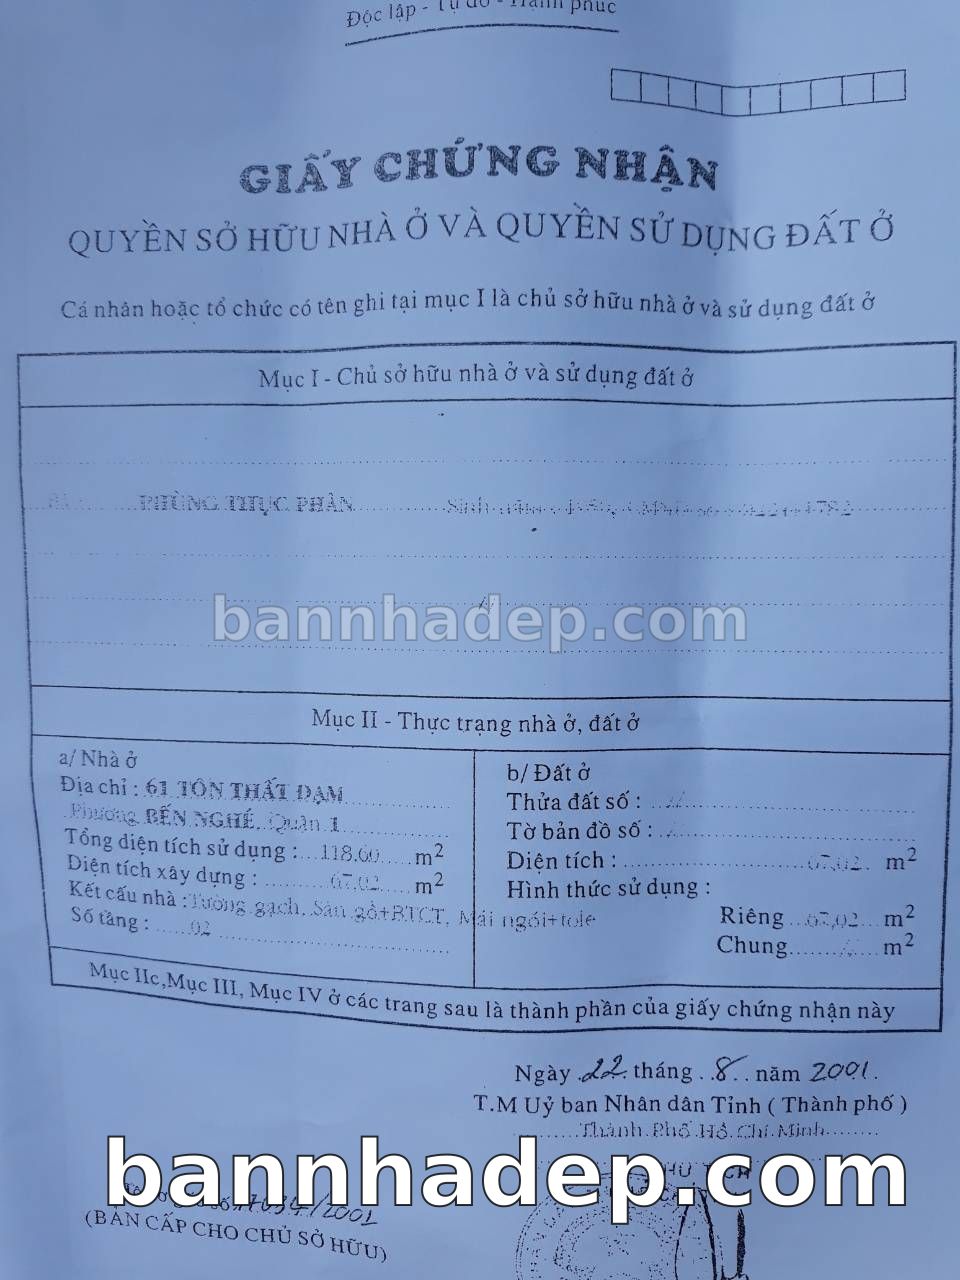 Độc lập - Tự do - Hạnh phúc
GIẤY CHỨNG NHẬN
QUYỀN SỞ HỮU NHÀ Ở VÀ QUYỀN SỬ DỤNG ĐẤT Ở
Cá nhân hoặc tổ chức có tên ghi tại mục I là chủ sở hữu nhà ở và sử dụng đất ở
Mục I - Chủ sở hữu nhà ở và sử dụng đất ở
PHÙNG THỤC PHÂN Sinh năm
bannhadep.com
Mục II - Thực trạng nhà ở, đất ở
a/ Nhà ở
Địa chỉ : 61 TÔN THẤT ĐẠM
Phường BẾN NGHÉ, Quận 1
Tổng diện tích sử dụng : 118.60 m2
Diện tích xây dựng : 67,02 m2
Kết cấu nhà : Tường gạch, Sàn gỗ+BTCT, Mái ngói+tole
Số tầng : 02
b/ Đất ở
Thửa đất số :
Tờ bản đồ số :
Diện tích : 67,02 m2
Hình thức sử dụng :
Riêng 67,02 m2
Chung m2
Mục IIc,Mục III, Mục IV ở các trang sau là thành phần của giấy chứng nhận này
Ngày 22 tháng 8 năm 2001.
T.M Uỷ ban Nhân dân Tỉnh ( Thành phố )
Thành Phố Hồ Chí Minh
bannhadep.com
(BẢN CẤP CHO CHỦ SỞ HỮU)